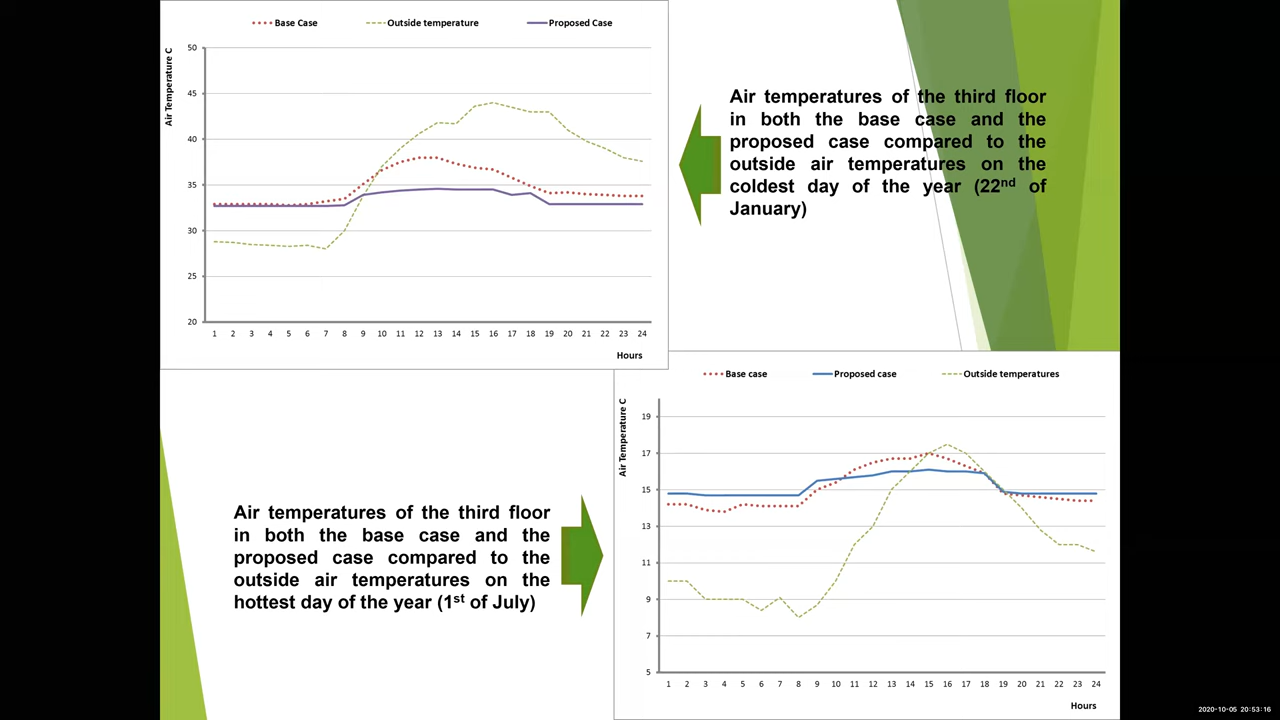 Base Case Outside temperature Proposed Case
Air Temperature C
50
45
40
35
30
25
20
1 2 3 4 5 6 7 8 9 10 11 12 13 14 15 16 17 18 19 20 21 22 23 24
Hours
Air temperatures of the third floor
in both the base case and the
proposed case compared to the
outside air temperatures on the
coldest day of the year (22nd of
January)
Base case Proposed case Outside temperatures
Air Temperature C
19
17
15
13
11
9
7
5
1 2 3 4 5 6 7 8 9 10 11 12 13 14 15 16 17 18 19 20 21 22 23 24
Hours
Air temperatures of the third floor
in both the base case and the
proposed case compared to the
outside air temperatures on the
hottest day of the year (1st of July)
2020-10-05 20:53:16